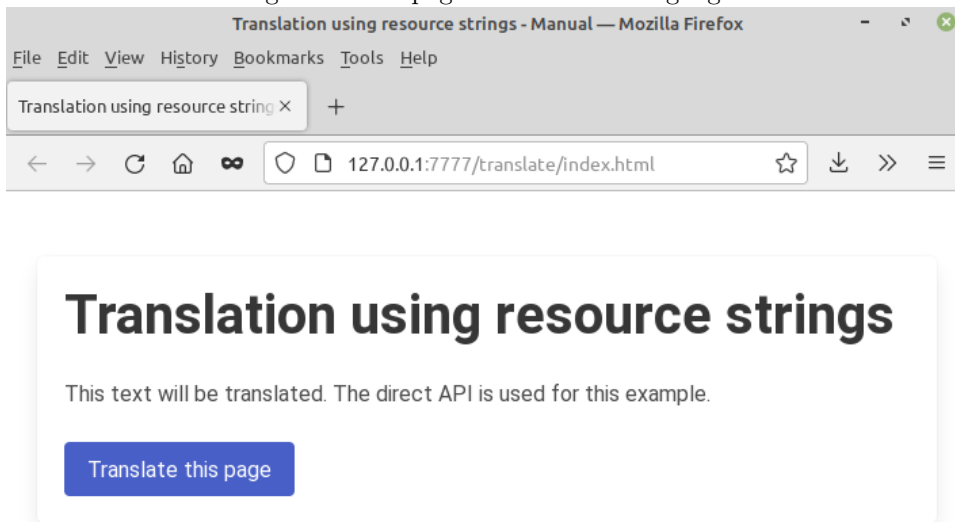 Translation using resource strings - Manual — Mozilla Firefox
File Edit View History Bookmarks Tools Help
Translation using resource string
127.0.0.1:7777/translate/index.html
Translation using resource strings
This text will be translated. The direct API is used for this example.
Translate this page